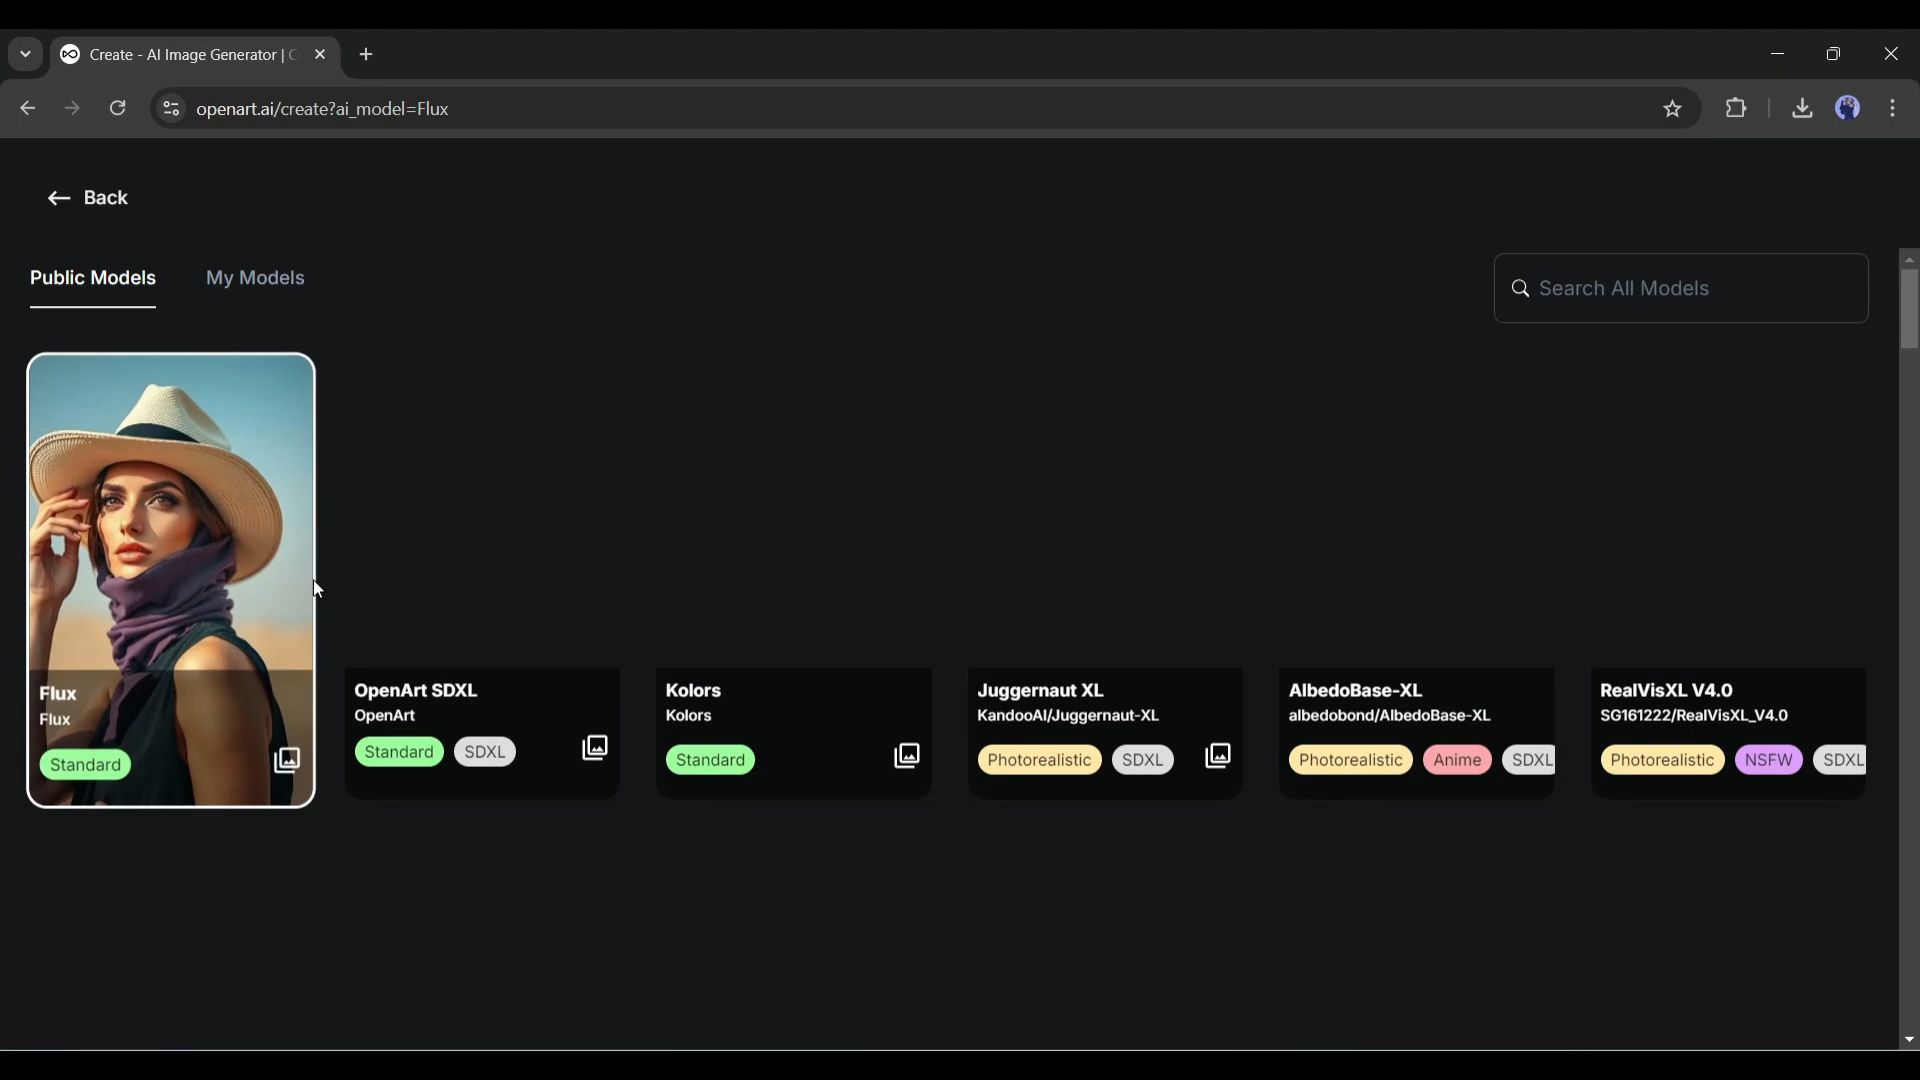 Create - AI Image Generator |
openart.ai/create?ai_model=Flux
Back
Public Models
My Models
Search All Models
Flux
Flux
Standard
OpenArt SDXL
OpenArt
Standard
SDXL
Kolors
Kolors
Standard
Juggernaut XL
KandooAI/Juggernaut-XL
Photorealistic
SDXL
AlbedoBase-XL
albedobond/AlbedoBase-XL
Photorealistic
Anime
SDXL
RealVisXL V4.0
SG161222/RealVisXL_V4.0
Photorealistic
NSFW
SDXL